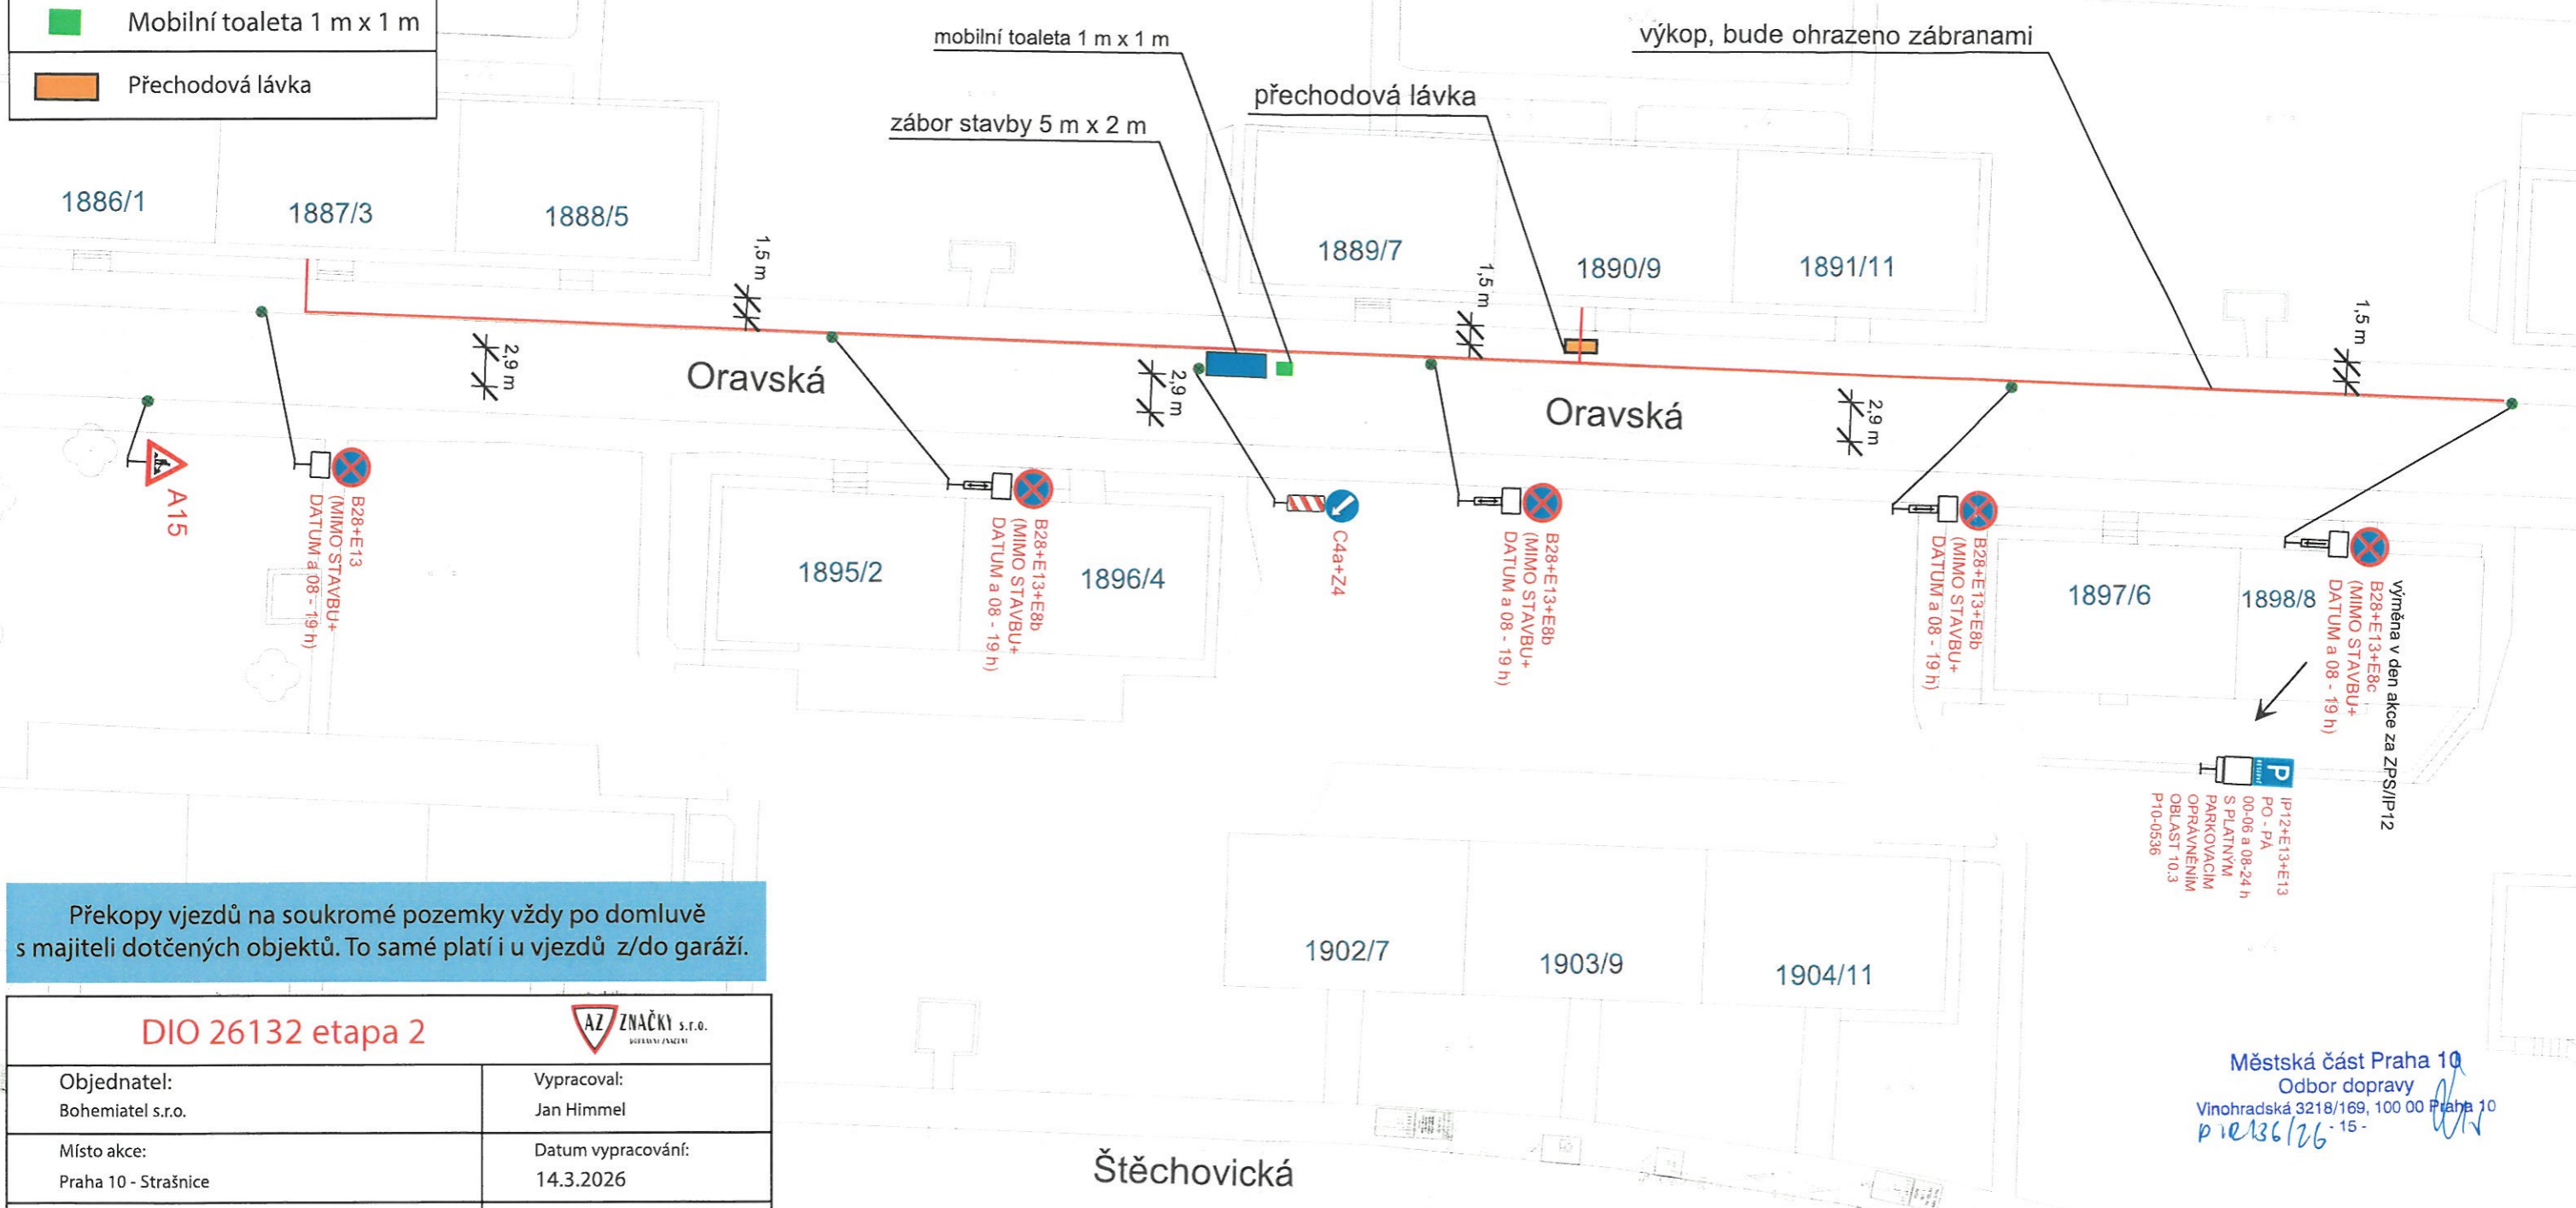 Mobilní toaleta 1 m x 1 m
Přechodová lávka
mobilní toaleta 1 m x 1 m
zábor stavby 5 m x 2 m
přechodová lávka
výkop, bude ohrazeno zábranami
1886/1
1887/3
1888/5
1889/7
1890/9
1891/11
1,5 m
1,5 m
1,5 m
2,9 m
2,9 m
2,9 m
Oravská
Oravská
A15
B28+E13
(MIMO STAVBU+
DATUM a 08 - 19 h)
B28+E13+E8b
(MIMO STAVBU+
DATUM a 08 - 19 h)
C4a+Z4
B28+E13+E8b
(MIMO STAVBU+
DATUM a 08 - 19 h)
B28+E13+E8b
(MIMO STAVBU+
DATUM a 08 - 19 h)
výměna v den akce za ZPS/IP12
B28+E13+E8c
(MIMO STAVBU+
DATUM a 08 - 19 h)
1895/2
1896/4
1897/6
1898/8
P
IP12+E13+E13
PO - PÁ
00-06 a 08-24 h
S PLATNÝM
PARKOVACÍM
OPRÁVNĚNÍM
OBLAST 10.3
P10-0536
1902/7
1903/9
1904/11
Překopy vjezdů na soukromé pozemky vždy po domluvě
s majiteli dotčených objektů. To samé platí i u vjezdů z/do garáží.
DIO 26132 etapa 2
AZ ZNAČKY s.r.o.
DOPRAVNÍ ZNAČENÍ
Objednatel:
Bohemiatel s.r.o.
Vypracoval:
Jan Himmel
Místo akce:
Praha 10 - Strašnice
Datum vypracování:
14.3.2026
Štěchovická
Městská část Praha 10
Odbor dopravy
Vinohradská 3218/169, 100 00 Praha 10
- 15 -